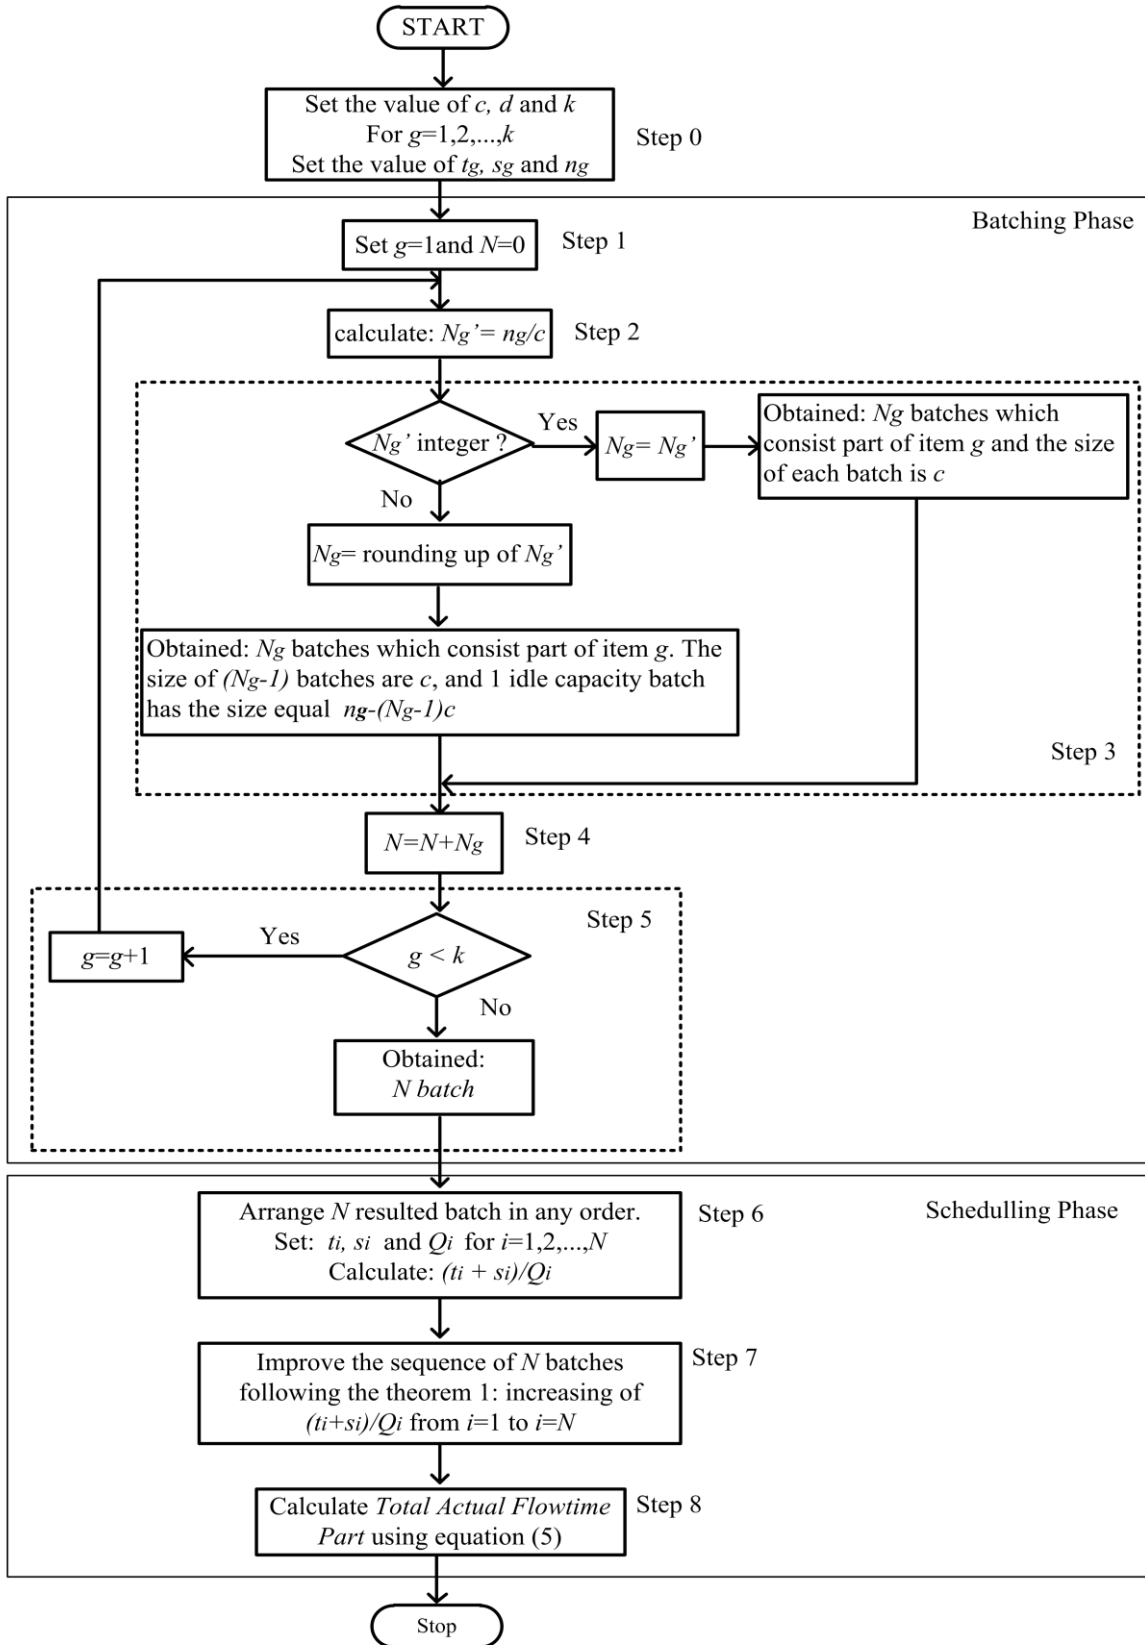 START
Set the value of c, d and k
For g=1,2,...,k
Set the value of tg, sg and ng
Step 0
Batching Phase
Set g=1and N=0
Step 1
calculate: Ng’= ng/c
Step 2
Ng’ integer ?
Yes
Ng= Ng’
Obtained: Ng batches which
consist part of item g and the size
of each batch is c
No
Ng= rounding up of Ng’
Obtained: Ng batches which consist part of item g. The
size of (Ng-1) batches are c, and 1 idle capacity batch
has the size equal ng-(Ng-1)c
Step 3
N=N+Ng
Step 4
Step 5
g=g+1
Yes
g < k
No
Obtained:
N batch
Schedulling Phase
Arrange N resulted batch in any order.
Set: ti, si and Qi for i=1,2,...,N
Calculate: (ti + si)/Qi
Step 6
Improve the sequence of N batches
following the theorem 1: increasing of
(ti+si)/Qi from i=1 to i=N
Step 7
Calculate Total Actual Flowtime
Part using equation (5)
Step 8
Stop